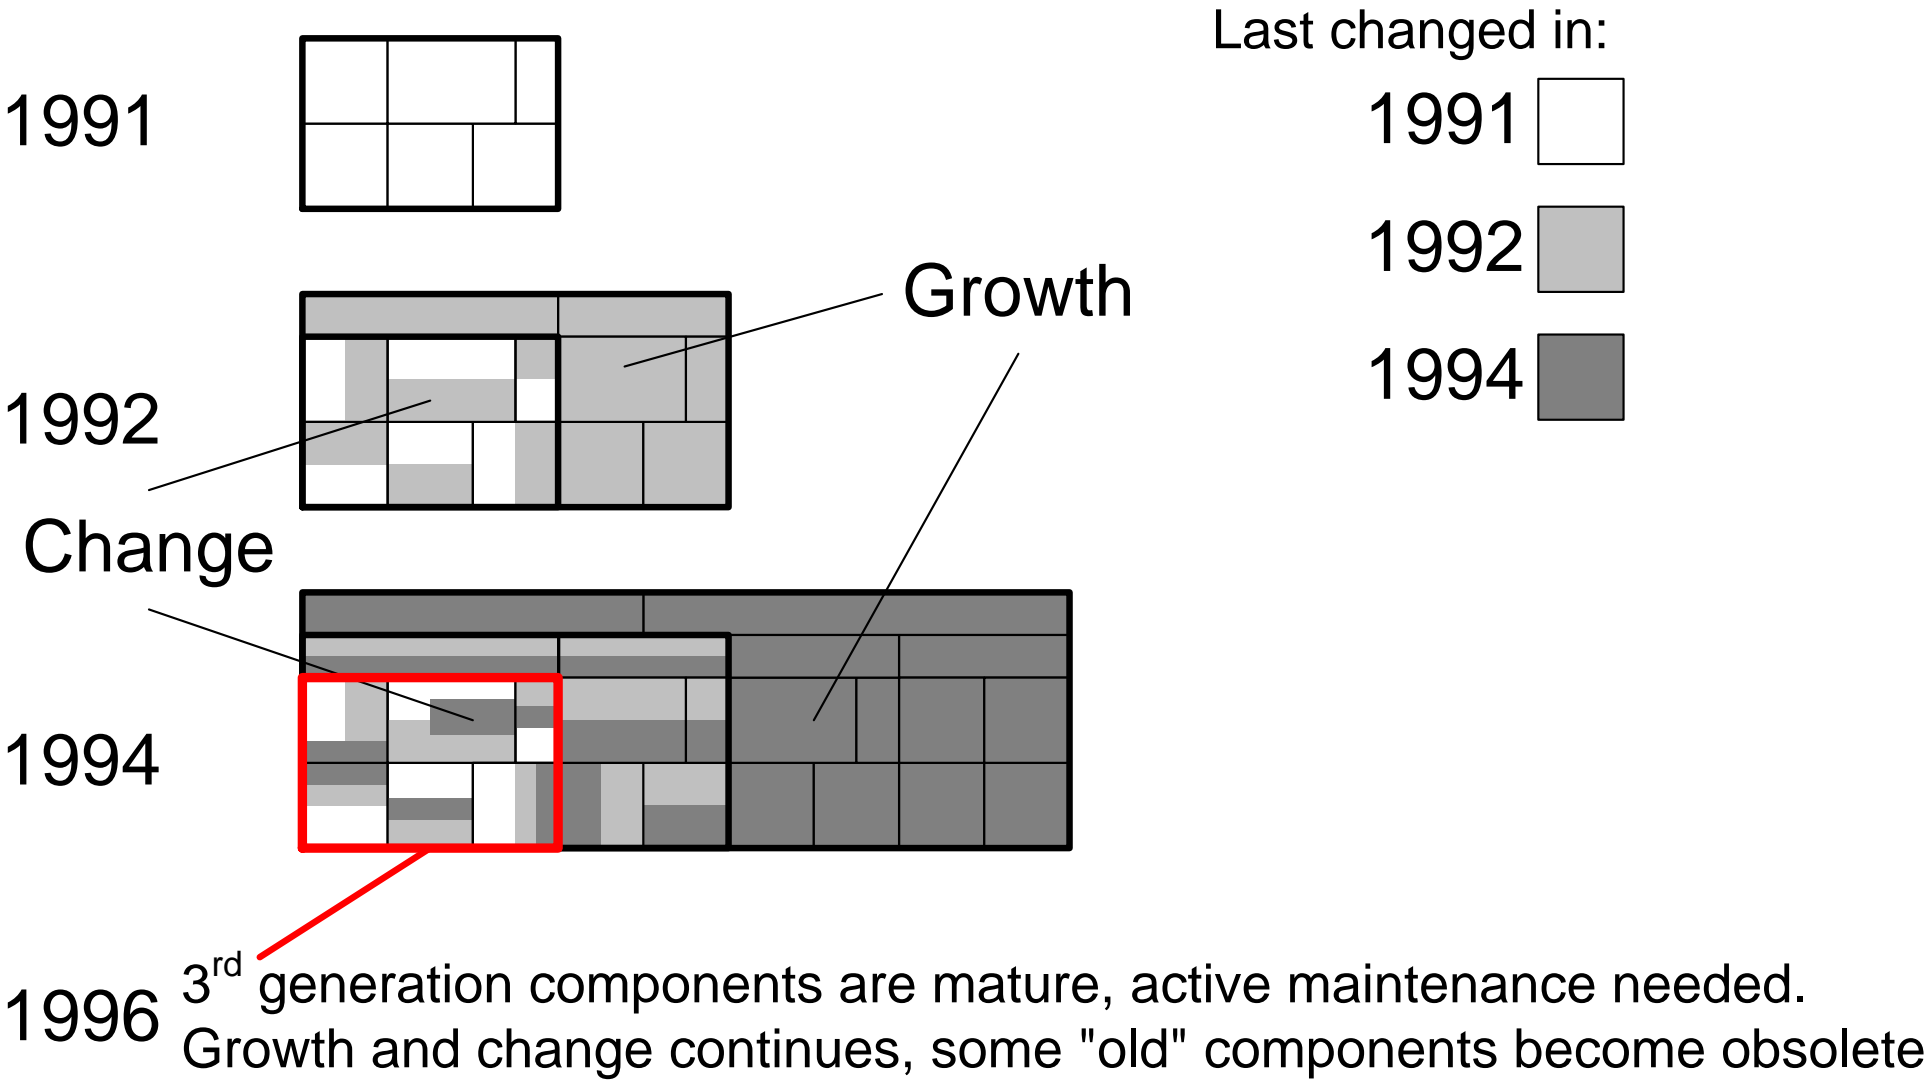 Last changed in:
1991
1991
1992
Growth
1994
1992
Change
1994
1996
3rd generation components are mature, active maintenance needed.
Growth and change continues, some "old" components become obsolete